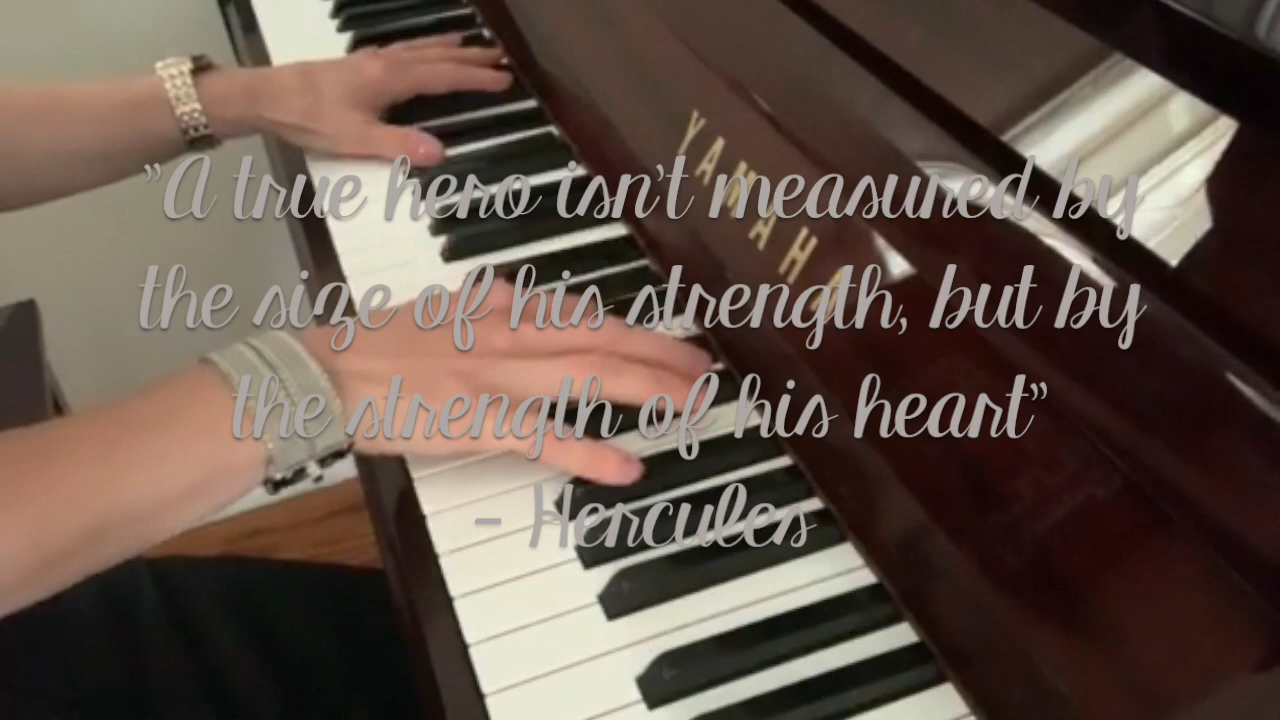 YAMAHA
"A true hero isn't measured by
the size of his strength, but by
the strength of his heart"
- Hercules